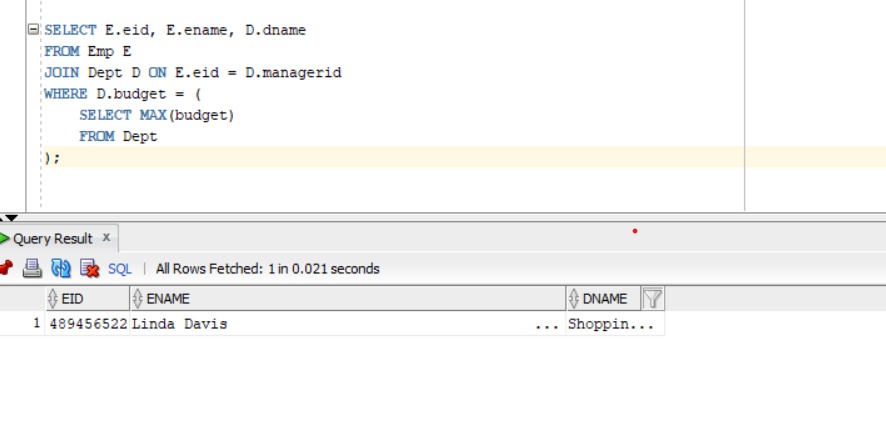 SELECT E.eid, E.ename, D.dname
FROM Emp E
JOIN Dept D ON E.eid = D.managerid
WHERE D.budget = (
SELECT MAX(budget)
FROM Dept
);
Query Result x
SQL | All Rows Fetched: 1 in 0.021 seconds
EID ENAME DNAME
1 489456522 Linda Davis ... Shoppin...